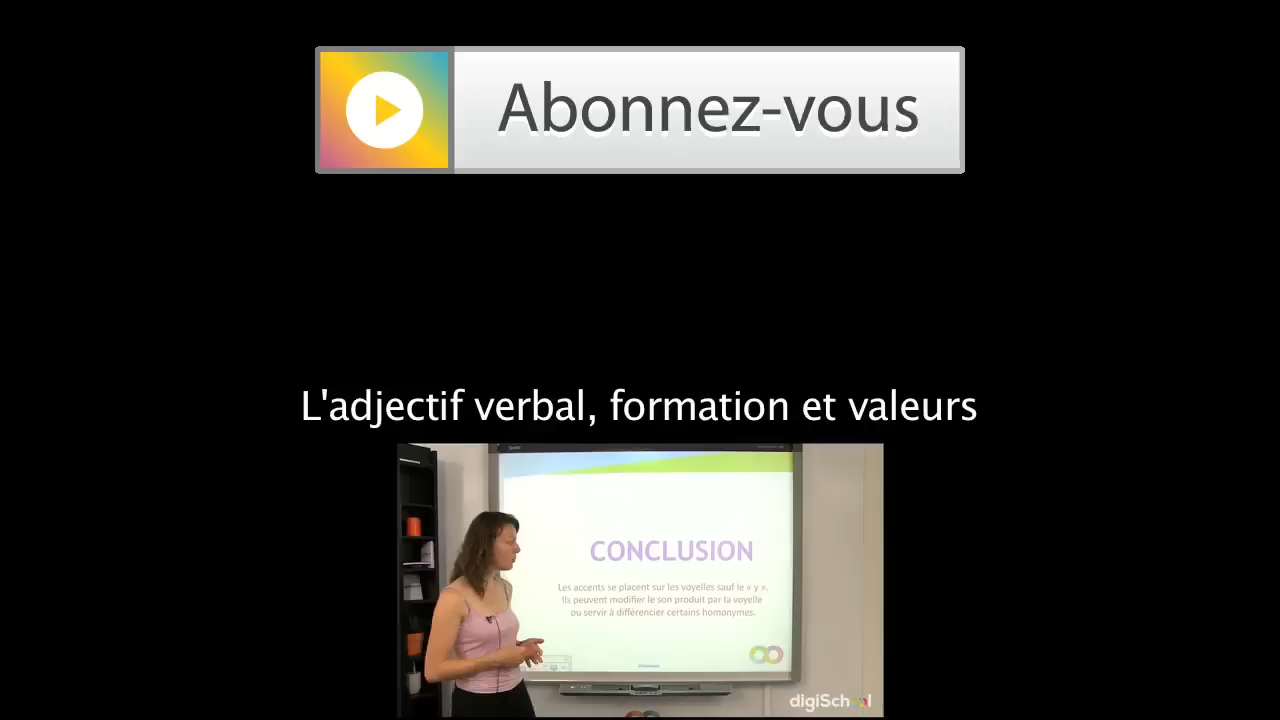 Abonnez-vous
L'adjectif verbal, formation et valeurs
CONCLUSION
Les accents se placent sur les voyelles sauf le « y ».
Ils peuvent modifier le son produit par la voyelle
ou servir à différencier certains homonymes.
digiSchool